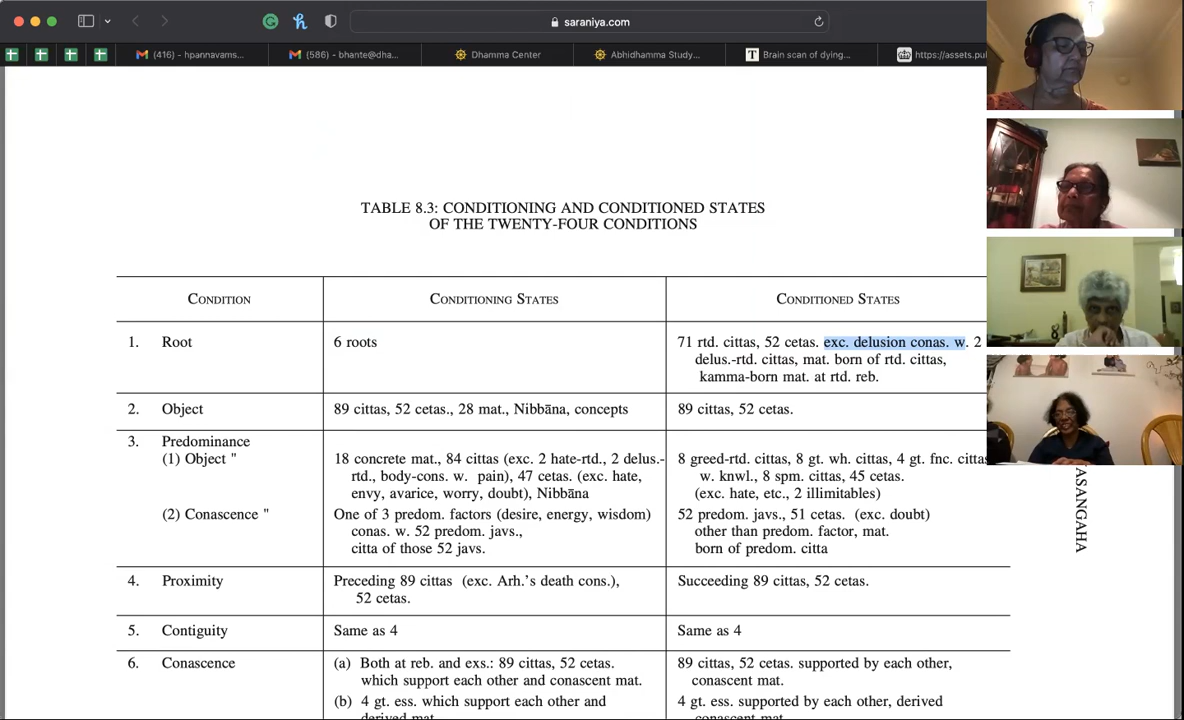 saraniya.com
(416) - hpannavams...
(586) - bhante@dha...
Dhamma Center
Abhidhamma Study...
T Brain scan of dying...
https://assets.pu
TABLE 8.3: CONDITIONING AND CONDITIONED STATES
OF THE TWENTY-FOUR CONDITIONS
CONDITION CONDITIONING STATES CONDITIONED STATES
1. Root
6 roots
71 rtd. cittas, 52 cetas. exc. delusion conas. w. 2
delus.-rtd. cittas, mat. born of rtd. cittas,
kamma-born mat. at rtd. reb.
2. Object
89 cittas, 52 cetas., 28 mat., Nibbāna, concepts
89 cittas, 52 cetas.
3. Predominance
(1) Object "
18 concrete mat., 84 cittas (exc. 2 hate-rtd., 2 delus.-
rtd., body-cons. w. pain), 47 cetas. (exc. hate,
envy, avarice, worry, doubt), Nibbāna
8 greed-rtd. cittas, 8 gt. wh. cittas, 4 gt. fnc. cittas
w. knwl., 8 spm. cittas, 45 cetas.
(exc. hate, etc., 2 illimitables)
(2) Conascence "
One of 3 predom. factors (desire, energy, wisdom)
conas. w. 52 predom. javs.,
citta of those 52 javs.
52 predom. javs., 51 cetas. (exc. doubt)
other than predom. factor, mat.
born of predom. citta
4. Proximity
Preceding 89 cittas (exc. Arh.'s death cons.),
52 cetas.
Succeeding 89 cittas, 52 cetas.
5. Contiguity
Same as 4
Same as 4
6. Conascence
(a) Both at reb. and exs.: 89 cittas, 52 cetas.
which support each other and conascent mat.
89 cittas, 52 cetas. supported by each other,
conascent mat.
(b) 4 gt. ess. which support each other and
derived mat.
4 gt. ess. supported by each other, derived
conascent mat.
ASANGAHA